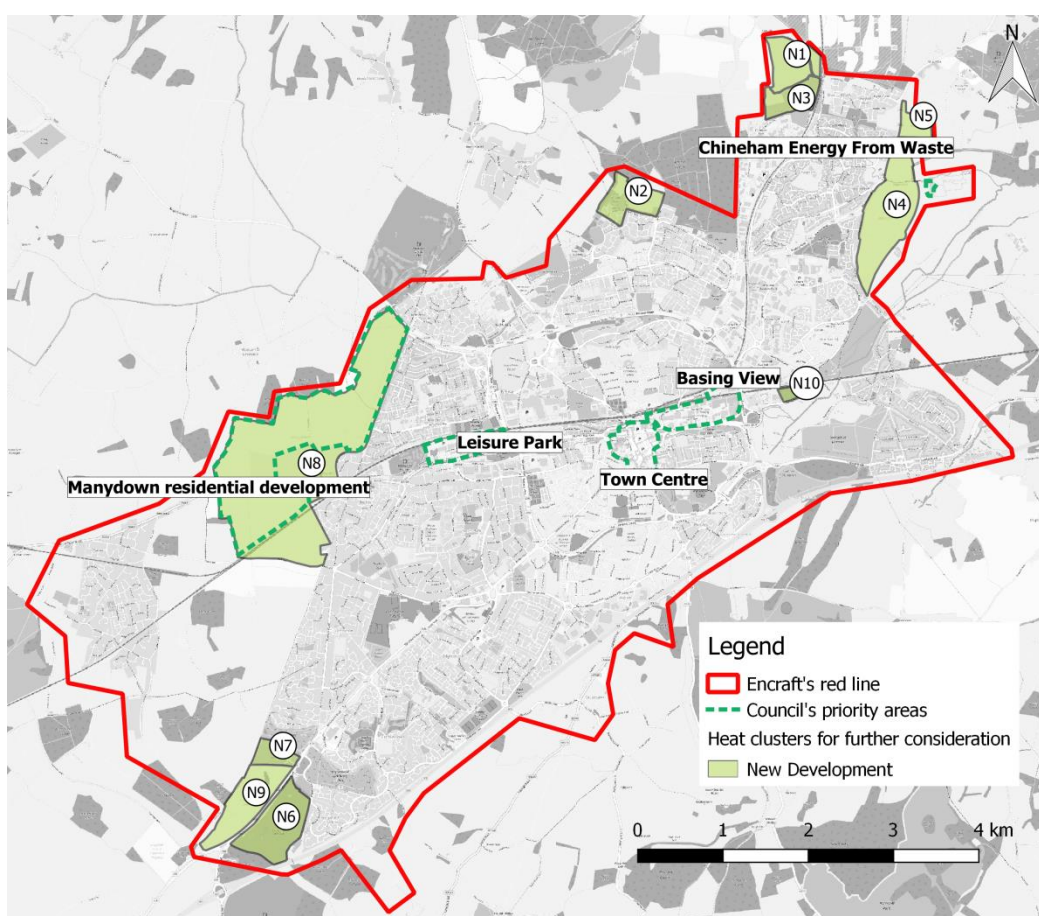 N
N1
N3
N5
Chineham Energy From Waste
N2
N4
Basing View
N10
Leisure Park
N8
Town Centre
Manydown residential development
Legend
Encraft's red line
Council's priority areas
Heat clusters for further consideration
New Development
N7
N9
N6
0 1 2 3 4 km